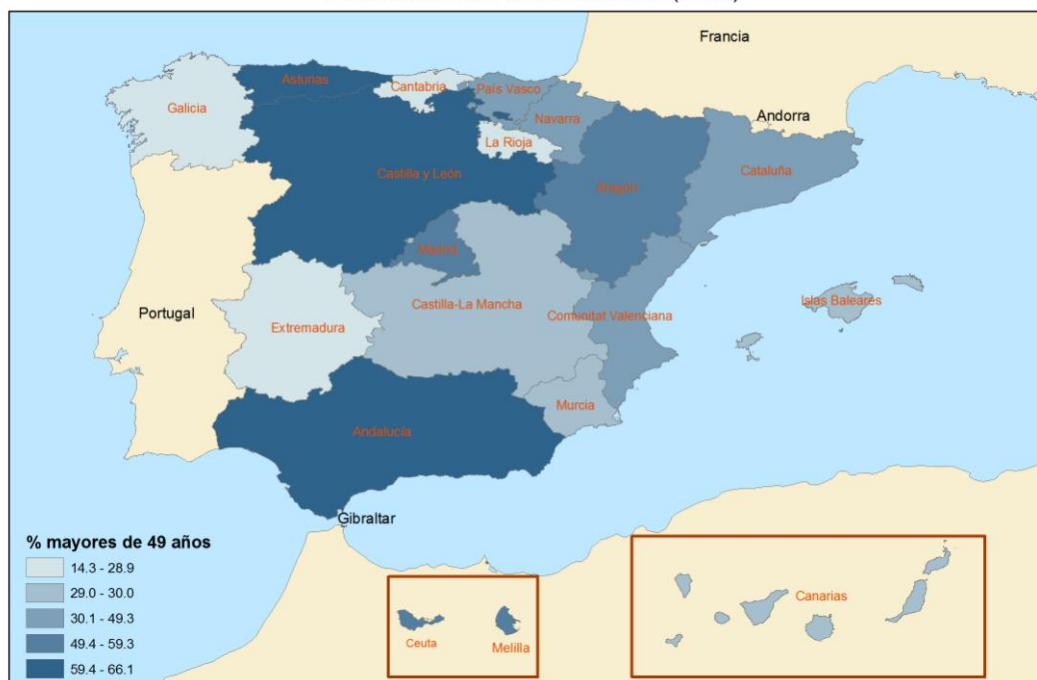 Francia
Asturias
Cantabria
País Vasco
Galicia
Navarra
Andorra
La Rioja
Cataluña
Castilla y León
Aragón
Madrid
Castilla-La Mancha
Islas Baleares
Portugal
Comunitat Valenciana
Extremadura
Murcia
Andalucía
Gibraltar
% mayores de 49 años
14.3 - 28.9
29.0 - 30.0
30.1 - 49.3
49.4 - 59.3
59.4 - 66.1
Ceuta
Melilla
Canarias